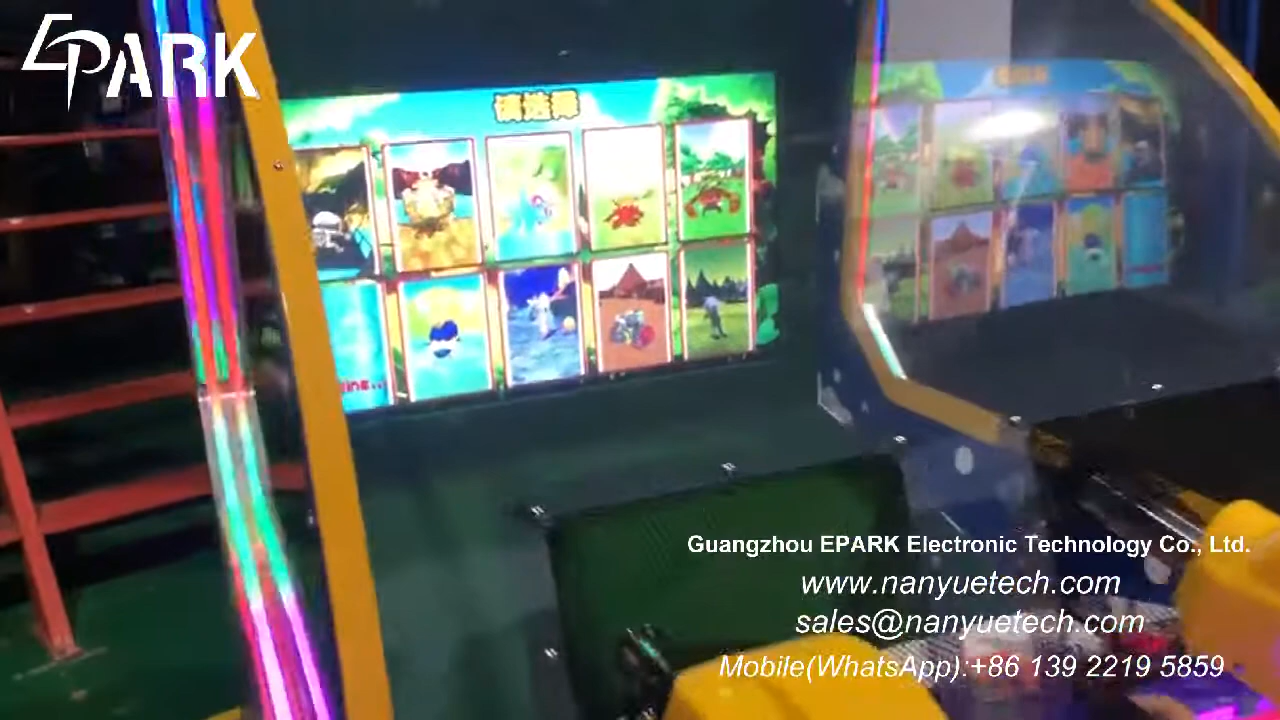 EPARK
请选择
Guangzhou EPARK Electronic Technology Co., Ltd.
www.nanyuetech.com
sales@nanyuetech.com
Mobile(WhatsApp):+86 139 2219 5859